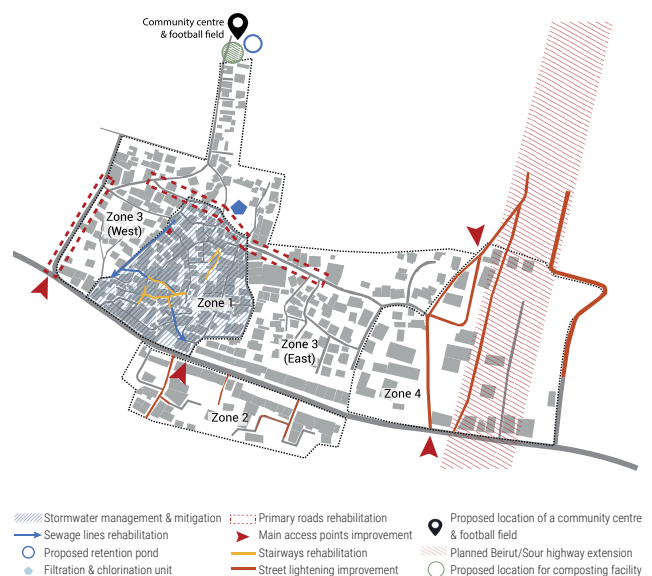 Community centre
& football field
Zone 3
(West)
Zone 1
Zone 3
(East)
Zone 4
Zone 2
Stormwater management & mitigation
Sewage lines rehabilitation
Proposed retention pond
Filtration & chlorination unit
Primary roads rehabilitation
Main access points improvement
Stairways rehabilitation
Street lightening improvement
Proposed location of a community centre
& football field
Planned Beirut/Sour highway extension
Proposed location for composting facility